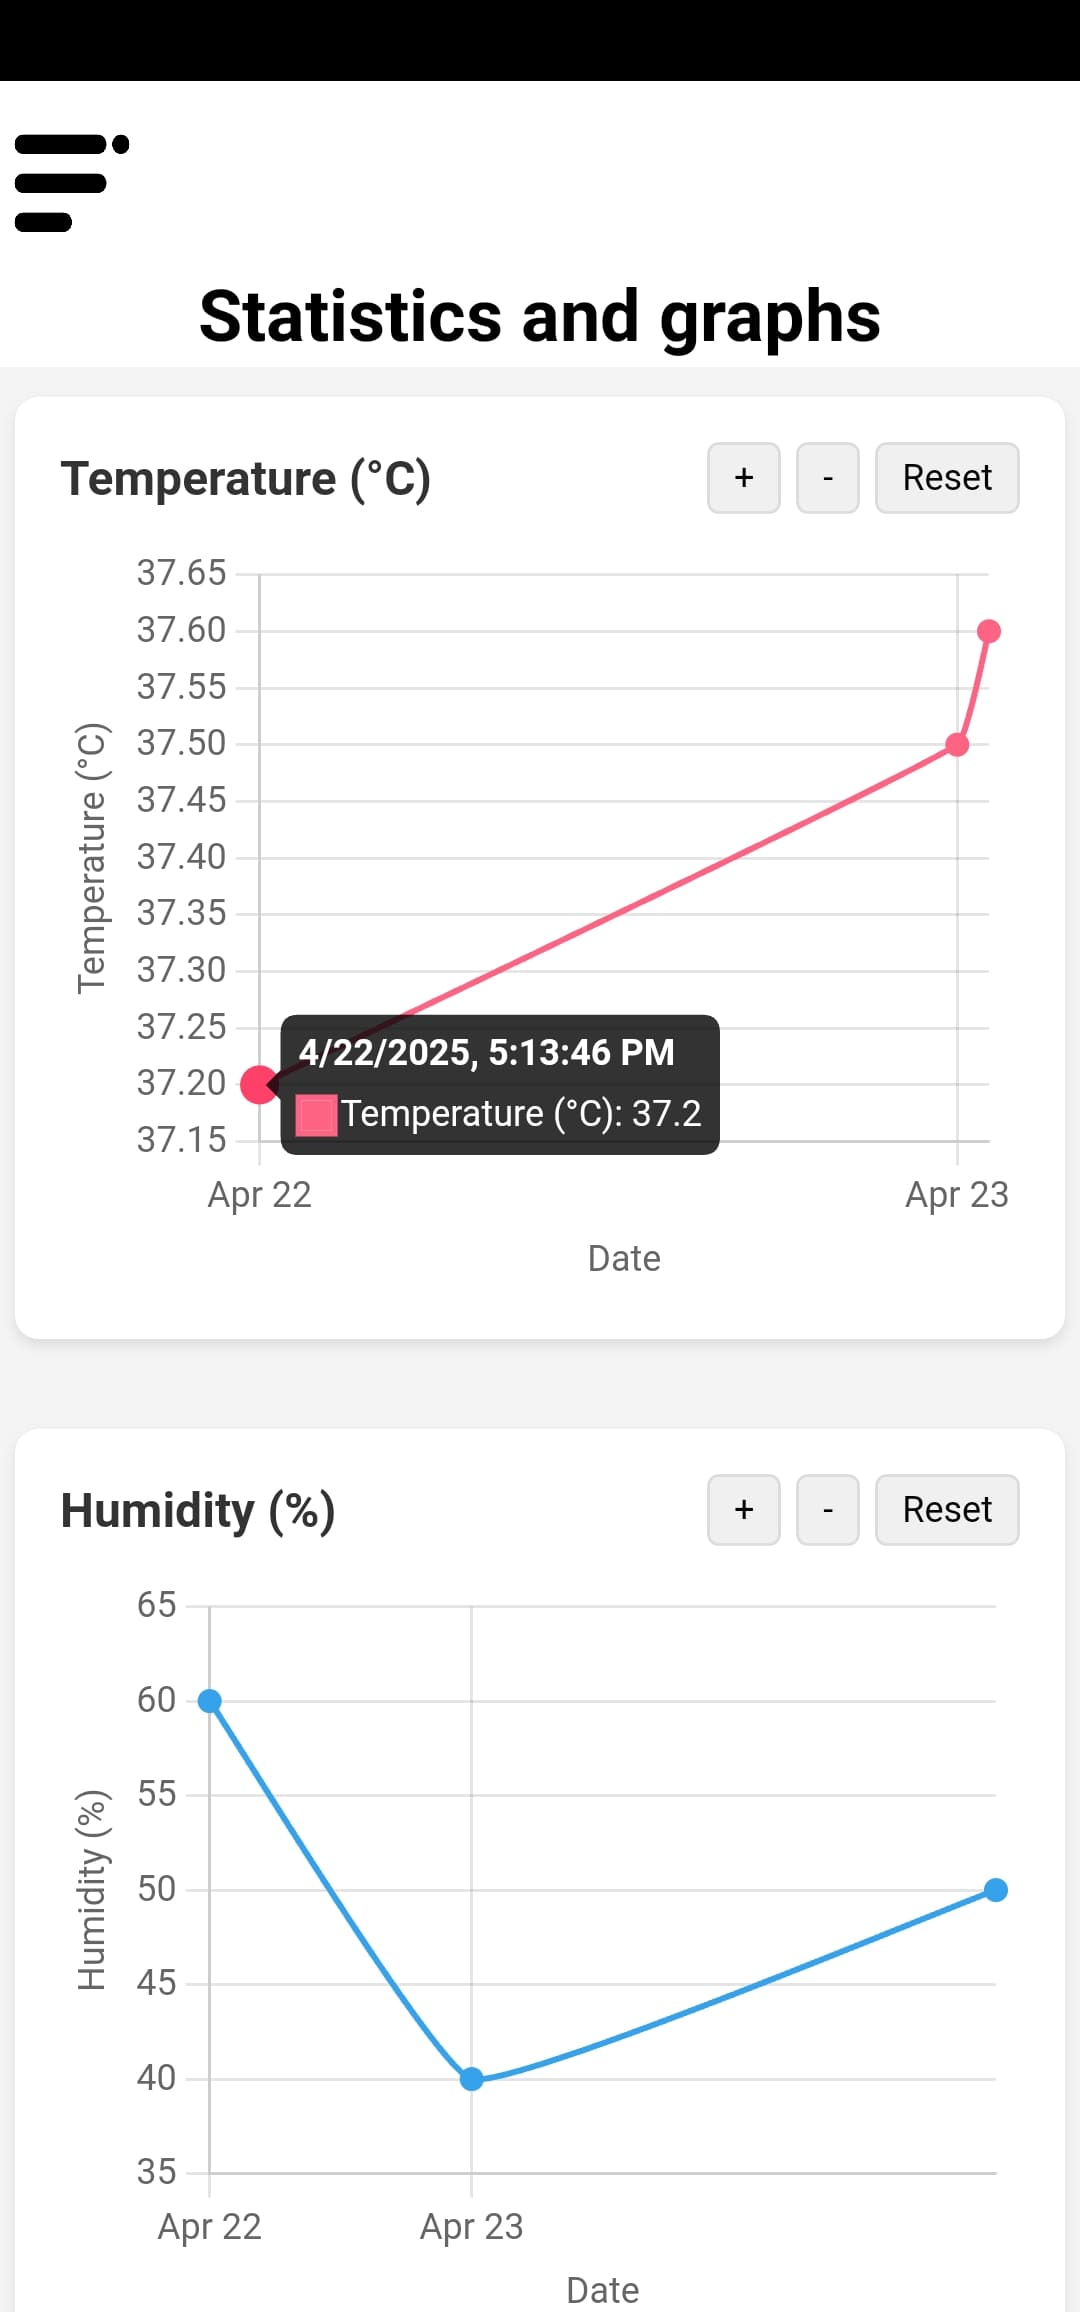 Statistics and graphs
Temperature (°C)
+
-
Reset
37.65
37.60
37.55
37.50
37.45
37.40
37.35
37.30
37.25
37.20
37.15
Temperature (°C)
4/22/2025, 5:13:46 PM
Temperature (°C): 37.2
Apr 22
Apr 23
Date
Humidity (%)
+
-
Reset
65
60
55
50
45
40
35
Humidity (%)
Apr 22
Apr 23
Date